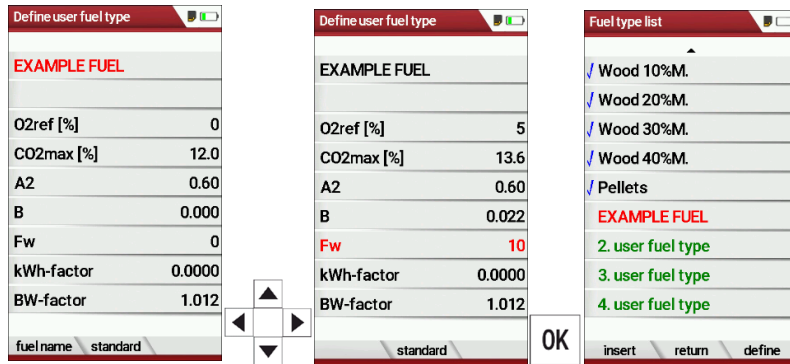 Define user fuel type
EXAMPLE FUEL
O2ref [%] 0
CO2max [%] 12.0
A2 0.60
B 0.000
Fw 0
kWh-factor 0.0000
BW-factor 1.012
fuel name standard
Define user fuel type
EXAMPLE FUEL
O2ref [%] 5
CO2max [%] 13.6
A2 0.60
B 0.022
Fw 10
kWh-factor 0.0000
BW-factor 1.012
standard
OK
Fuel type list
Wood 10%M.
Wood 20%M.
Wood 30%M.
Wood 40%M.
Pellets
EXAMPLE FUEL
2. user fuel type
3. user fuel type
4. user fuel type
insert return define